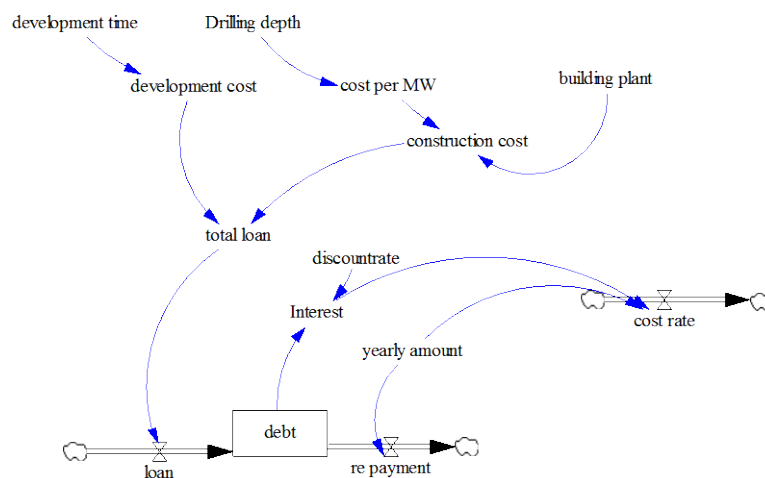 development time
Drilling depth
development cost
cost per MW
building plant
construction cost
total loan
discountrate
Interest
cost rate
yearly amount
debt
loan
re payment